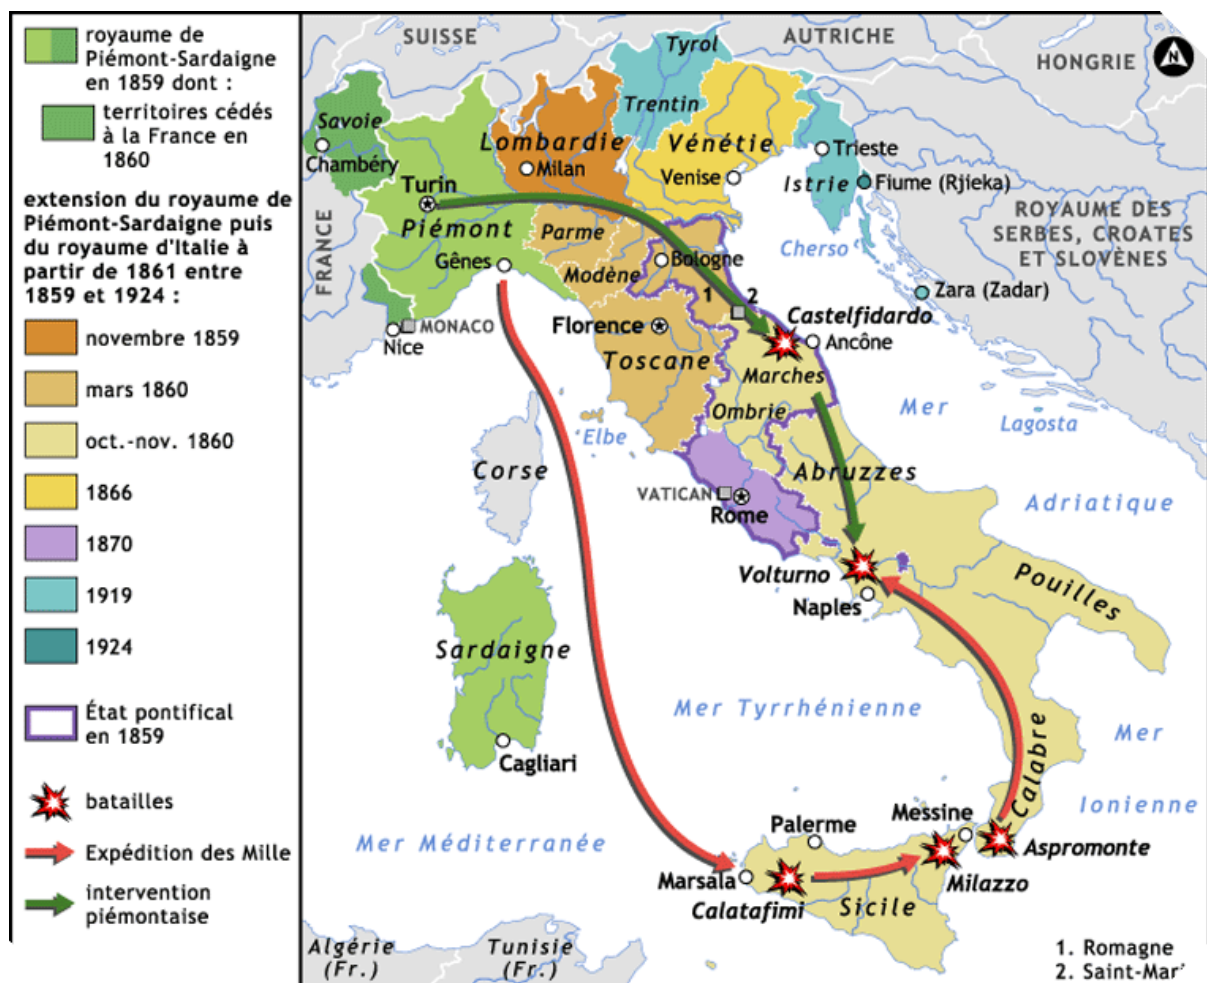 royaume de
Piémont-Sardaigne
en 1859 dont :
territoires cédés
à la France en
1860
extension du royaume de
Piémont-Sardaigne puis
du royaume d'Italie à
partir de 1861 entre
1859 et 1924 :
novembre 1859
mars 1860
oct.-nov. 1860
1866
1870
1919
1924
État pontifical
en 1859
batailles
Expédition des Mille
intervention
piémontaise
SUISSE
AUTRICHE
HONGRIE
N
Tyrol
Trentin
Savoie
Chambéry
Lombardie
Milan
Vénétie
Venise
Trieste
Istrie
Fiume (Rjieka)
Turin
Piémont
Gênes
Parme
Modène
Bologne
FRANCE
ROYAUME DES
SERBES, CROATES
ET SLOVÈNES
Cherso
Zara (Zadar)
1
2
MONACO
Nice
Florence
Toscane
Castelfidardo
Ancône
Marches
Ombrie
Elbe
Mer
Lagosta
Adriatique
Corse
Abruzzes
VATICAN
Rome
Volturno
Naples
Pouilles
Sardaigne
Cagliari
Mer Tyrrhénienne
Mer
Ionienne
Calabre
Mer Méditerranée
Palerme
Messine
Aspromonte
Marsala
Calatafimi
Milazzo
Sicile
Algérie
(Fr.)
Tunisie
(Fr.)
1. Romagne
2. Saint-Mar